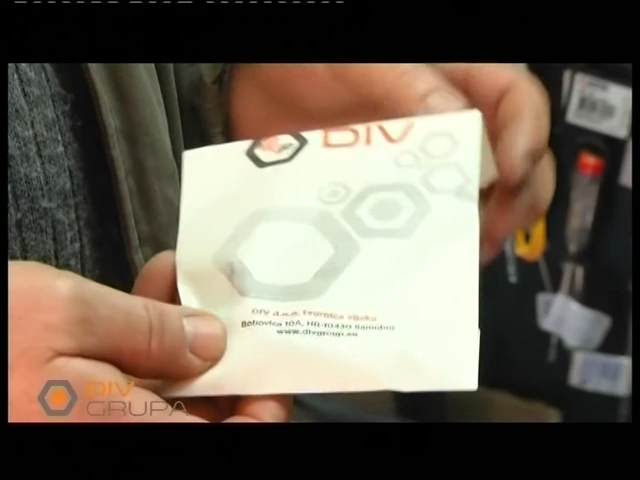 DIV
DIV d.o.o. tvornica vijaka
Bobovica 10A, HR-10430 Samobor
www.divgroup.eu
DIV
GRUPA